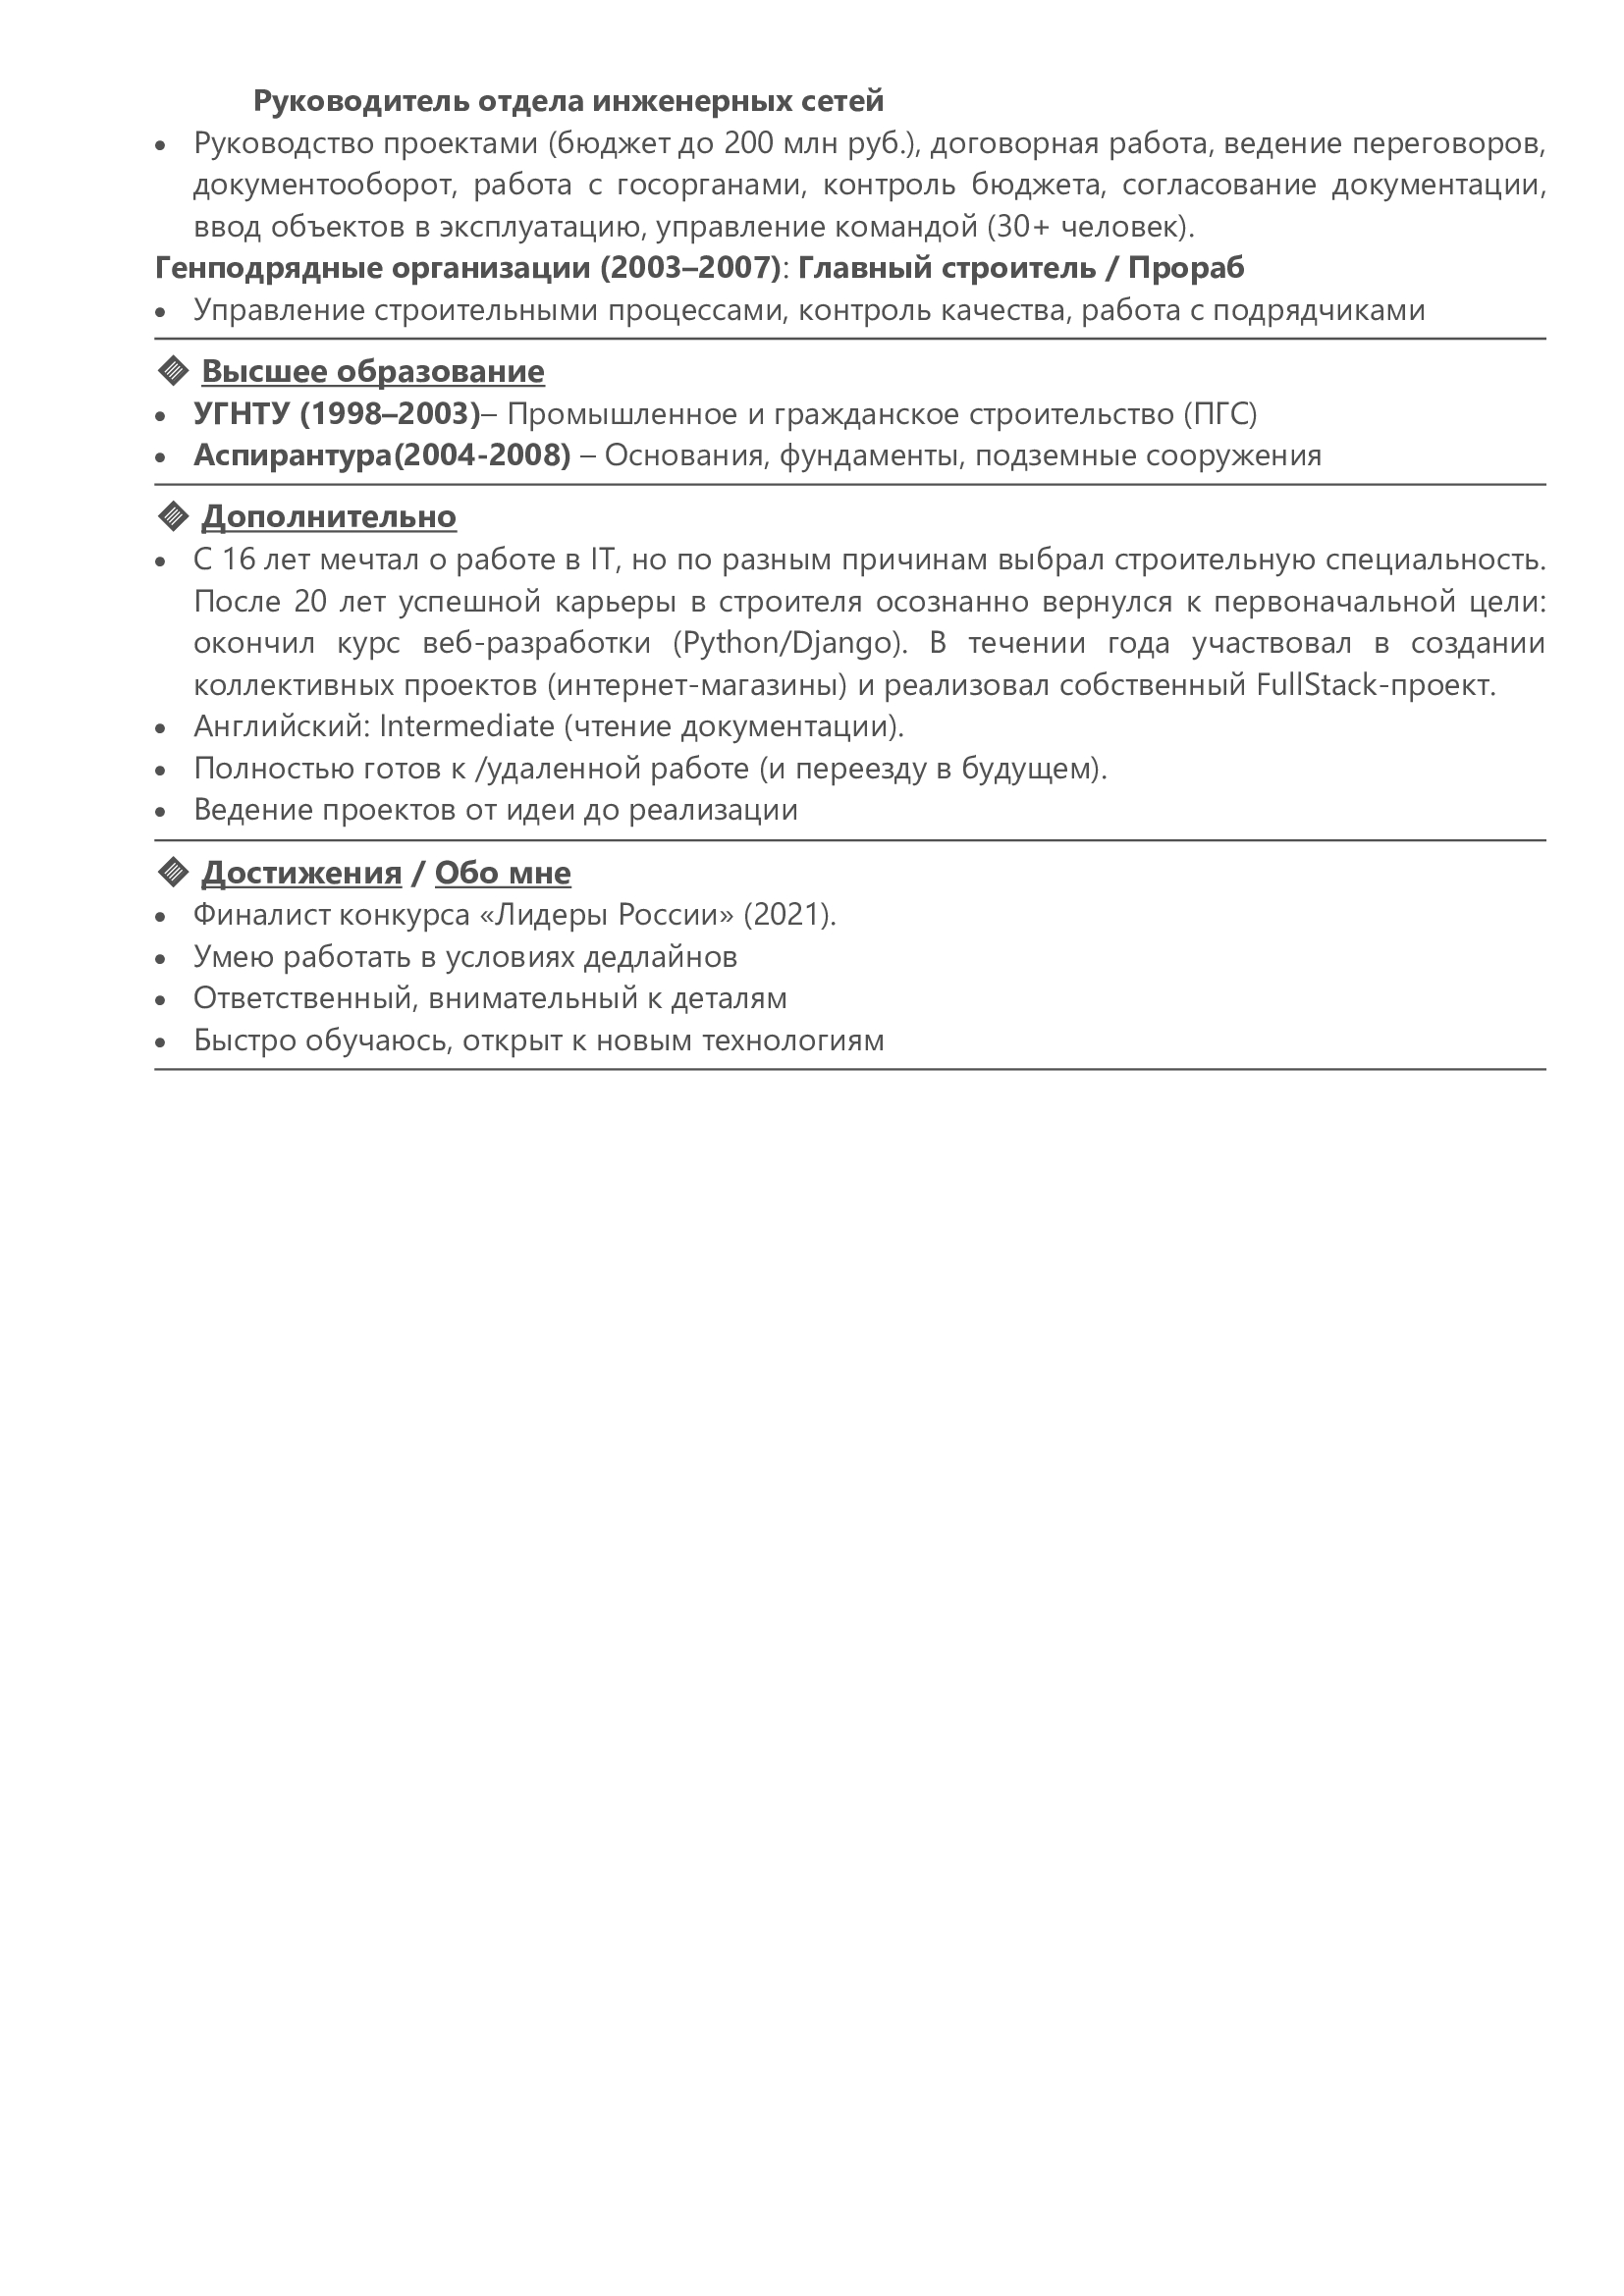 Руководитель отдела инженерных сетей
• Руководство проектами (бюджет до 200 млн руб.), договорная работа, ведение переговоров,
документооборот, работа с госорганами, контроль бюджета, согласование документации,
ввод объектов в эксплуатацию, управление командой (30+ человек).
Генподрядные организации (2003–2007): Главный строитель / Прораб
• Управление строительными процессами, контроль качества, работа с подрядчиками
Высшее образование
• УГНТУ (1998–2003)– Промышленное и гражданское строительство (ПГС)
• Аспирантура(2004-2008) – Основания, фундаменты, подземные сооружения
Дополнительно
• С 16 лет мечтал о работе в IT, но по разным причинам выбрал строительную специальность.
После 20 лет успешной карьеры в строителя осознанно вернулся к первоначальной цели:
окончил курс веб-разработки (Python/Django). В течении года участвовал в создании
коллективных проектов (интернет-магазины) и реализовал собственный FullStack-проект.
• Английский: Intermediate (чтение документации).
• Полностью готов к /удаленной работе (и переезду в будущем).
• Ведение проектов от идеи до реализации
Достижения / Обо мне
• Финалист конкурса «Лидеры России» (2021).
• Умею работать в условиях дедлайнов
• Ответственный, внимательный к деталям
• Быстро обучаюсь, открыт к новым технологиям